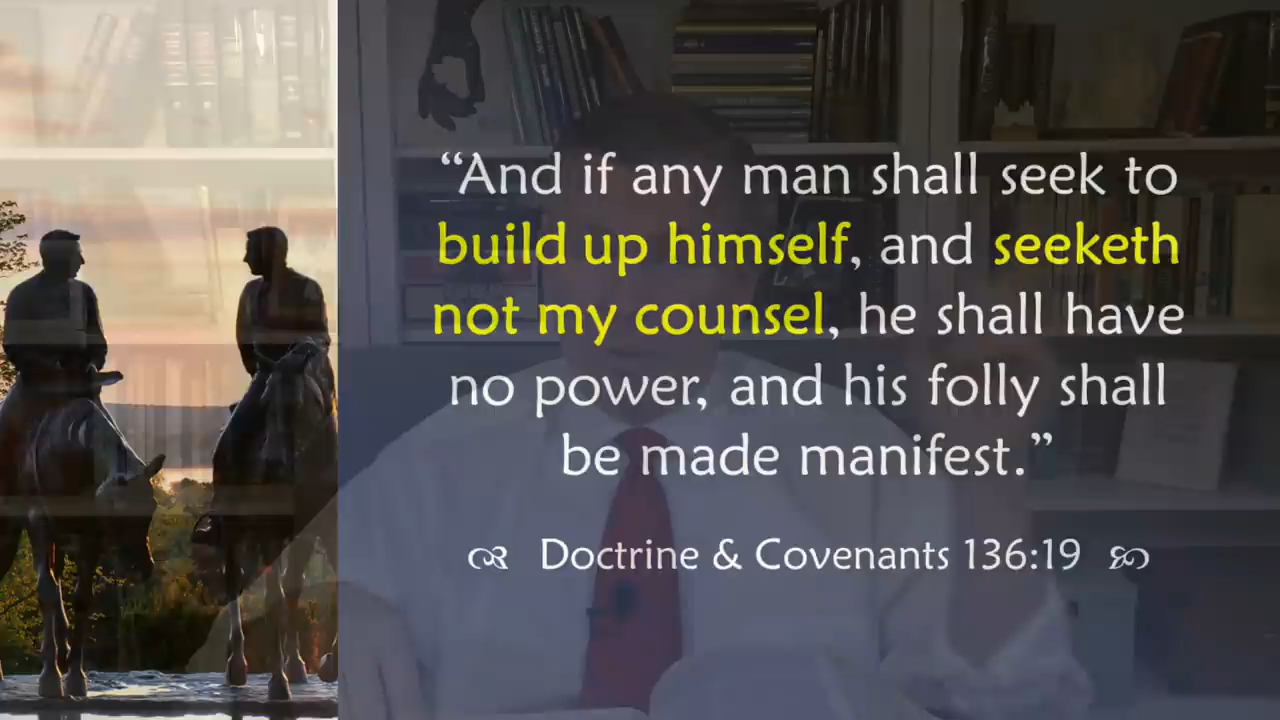 “And if any man shall seek to
build up himself, and seeketh
not my counsel, he shall have
no power, and his folly shall
be made manifest.”
Doctrine & Covenants 136:19